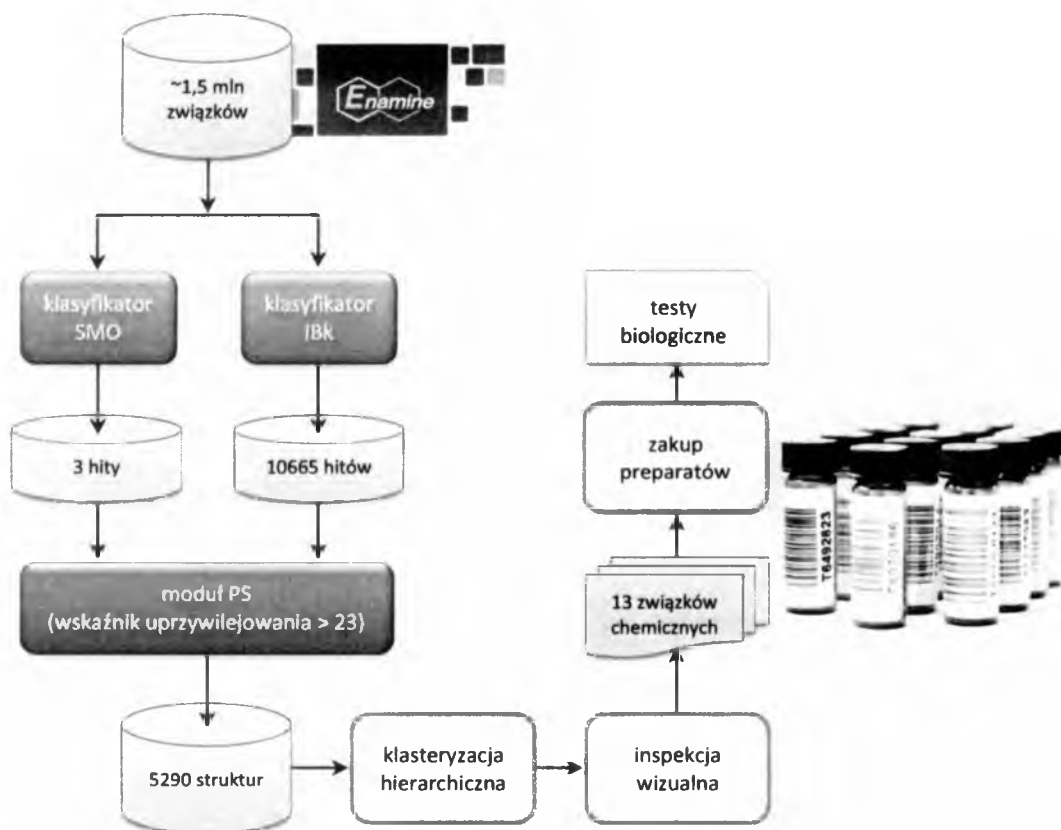 ~1,5 mln
związków
Enamine
klasyfikator
SMO
klasyfikator
IBk
3 hity
10665 hitów
moduł PS
(wskaźnik uprzywilejowania > 23)
5290 struktur
klasteryzacja
hierarchiczna
inspekcja
wizualna
13 związków
chemicznych
zakup
preparatów
testy
biologiczne
T6492823